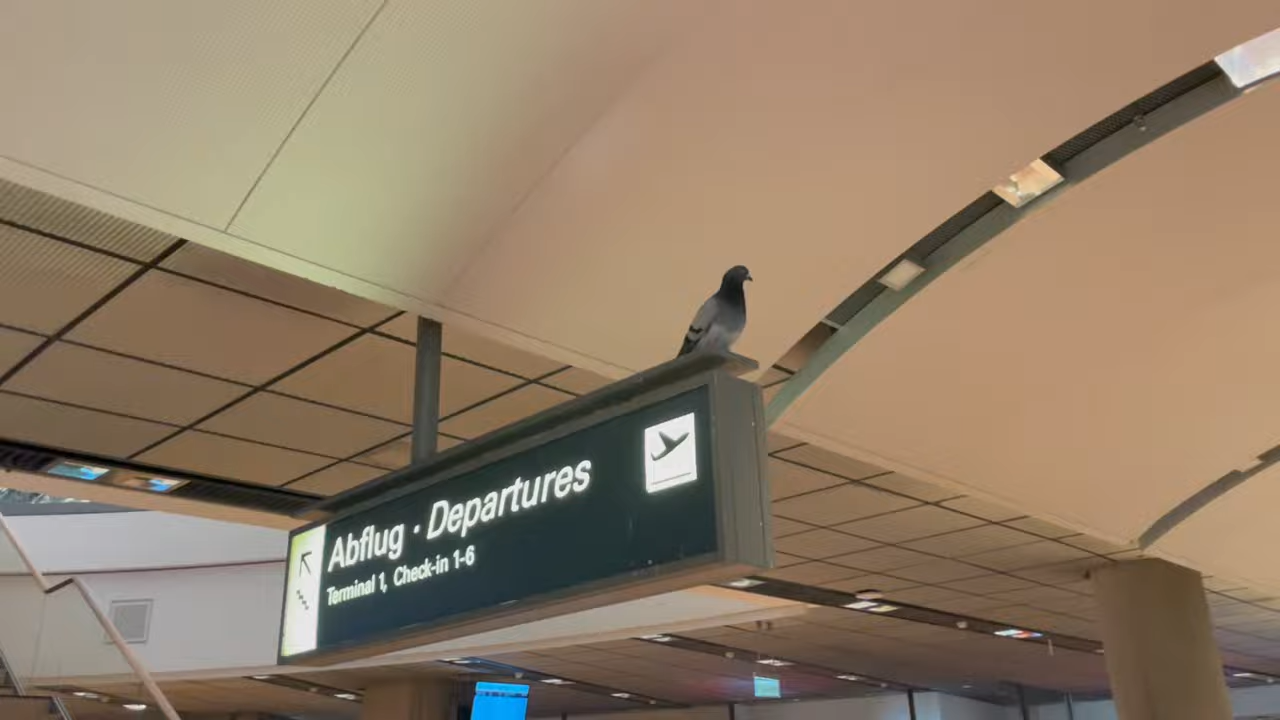 Abflug · Departures
Terminal 1, Check-in 1-6